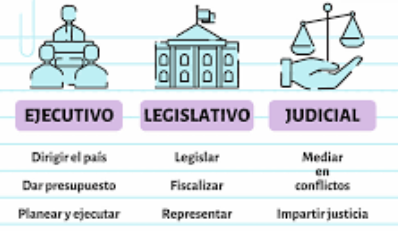 EJECUTIVO
LEGISLATIVO
JUDICIAL
Dirigir el país
Legislar
Mediar
en
conflictos
Dar presupuesto
Fiscalizar
Planear y ejecutar
Representar
Impartir justicia